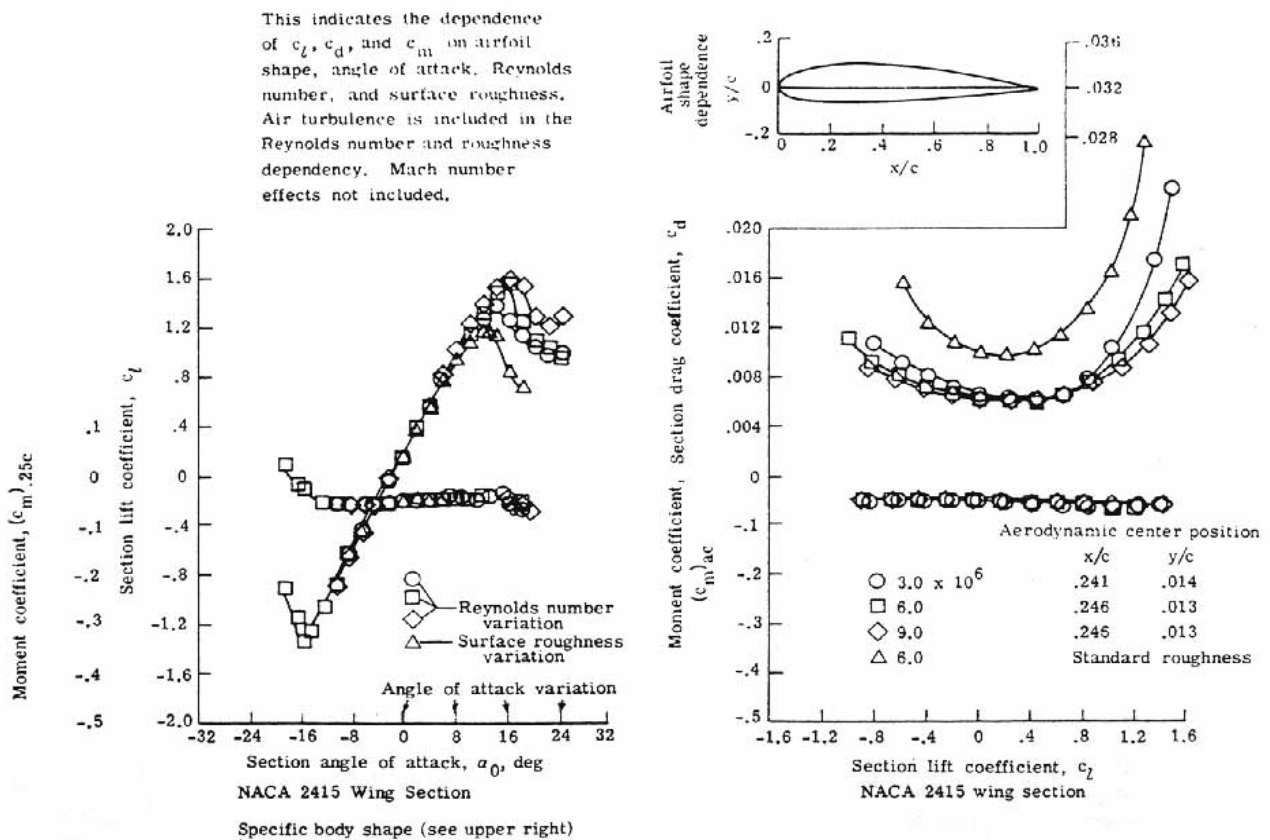 This indicates the dependence
of c_l, c_d, and c_m on airfoil
shape, angle of attack. Reynolds
number, and surface roughness.
Air turbulence is included in the
Reynolds number and roughness
dependency. Mach number
effects not included.
Airfoil
shape
dependence
y/c
.2
0
-.2
0
.2
.4
.6
.8
1.0
x/c
.036
.032
.028
Moment coefficient, (c_m).25c
.1
0
-.1
-.2
-.3
-.4
-.5
Section lift coefficient, c_l
2.0
1.6
1.2
.8
.4
0
-.4
-.8
-1.2
-1.6
-2.0
Reynolds number
variation
Surface roughness
variation
Angle of attack variation
-32
-24
-16
-8
0
8
16
24
32
Section angle of attack, α_0, deg
NACA 2415 Wing Section
Specific body shape (see upper right)
Section drag coefficient, c_d
.020
.016
.012
.008
.004
Moment coefficient, (c_m)ac
0
-.1
-.2
-.3
-.4
-.5
Aerodynamic center position
x/c y/c
3.0 x 10^6 .241 .014
6.0 .246 .013
9.0 .246 .013
6.0 Standard roughness
-1.6
-1.2
-.8
-.4
0
.4
.8
1.2
1.6
Section lift coefficient, c_l
NACA 2415 wing section